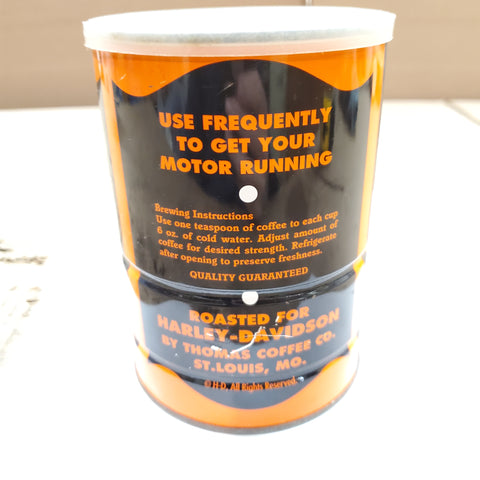 USE FREQUENTLY
TO GET YOUR
MOTOR RUNNING
Brewing Instructions
Use one teaspoon of coffee to each cup
6 oz. of cold water. Adjust amount of
coffee for desired strength. Refrigerate
after opening to preserve freshness.
QUALITY GUARANTEED
ROASTED FOR
HARLEY-DAVIDSON
BY THOMAS COFFEE CO.
ST.LOUIS, MO.
© H-D. All Rights Reserved.